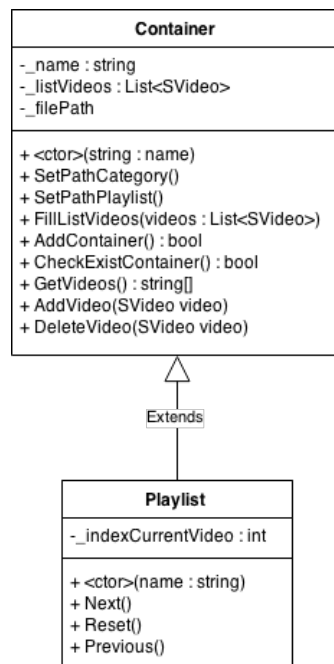 Container
-_name : string
-_listVideos : List<SVideo>
-_filePath
+ <ctor>(string : name)
+ SetPathCategory()
+ SetPathPlaylist()
+ FillListVideos(videos : List<SVideo>)
+ AddContainer() : bool
+ CheckExistContainer() : bool
+ GetVideos() : string[]
+ AddVideo(SVideo video)
+ DeleteVideo(SVideo video)
Extends
Playlist
-_indexCurrentVideo : int
+ <ctor>(name : string)
+ Next()
+ Reset()
+ Previous()